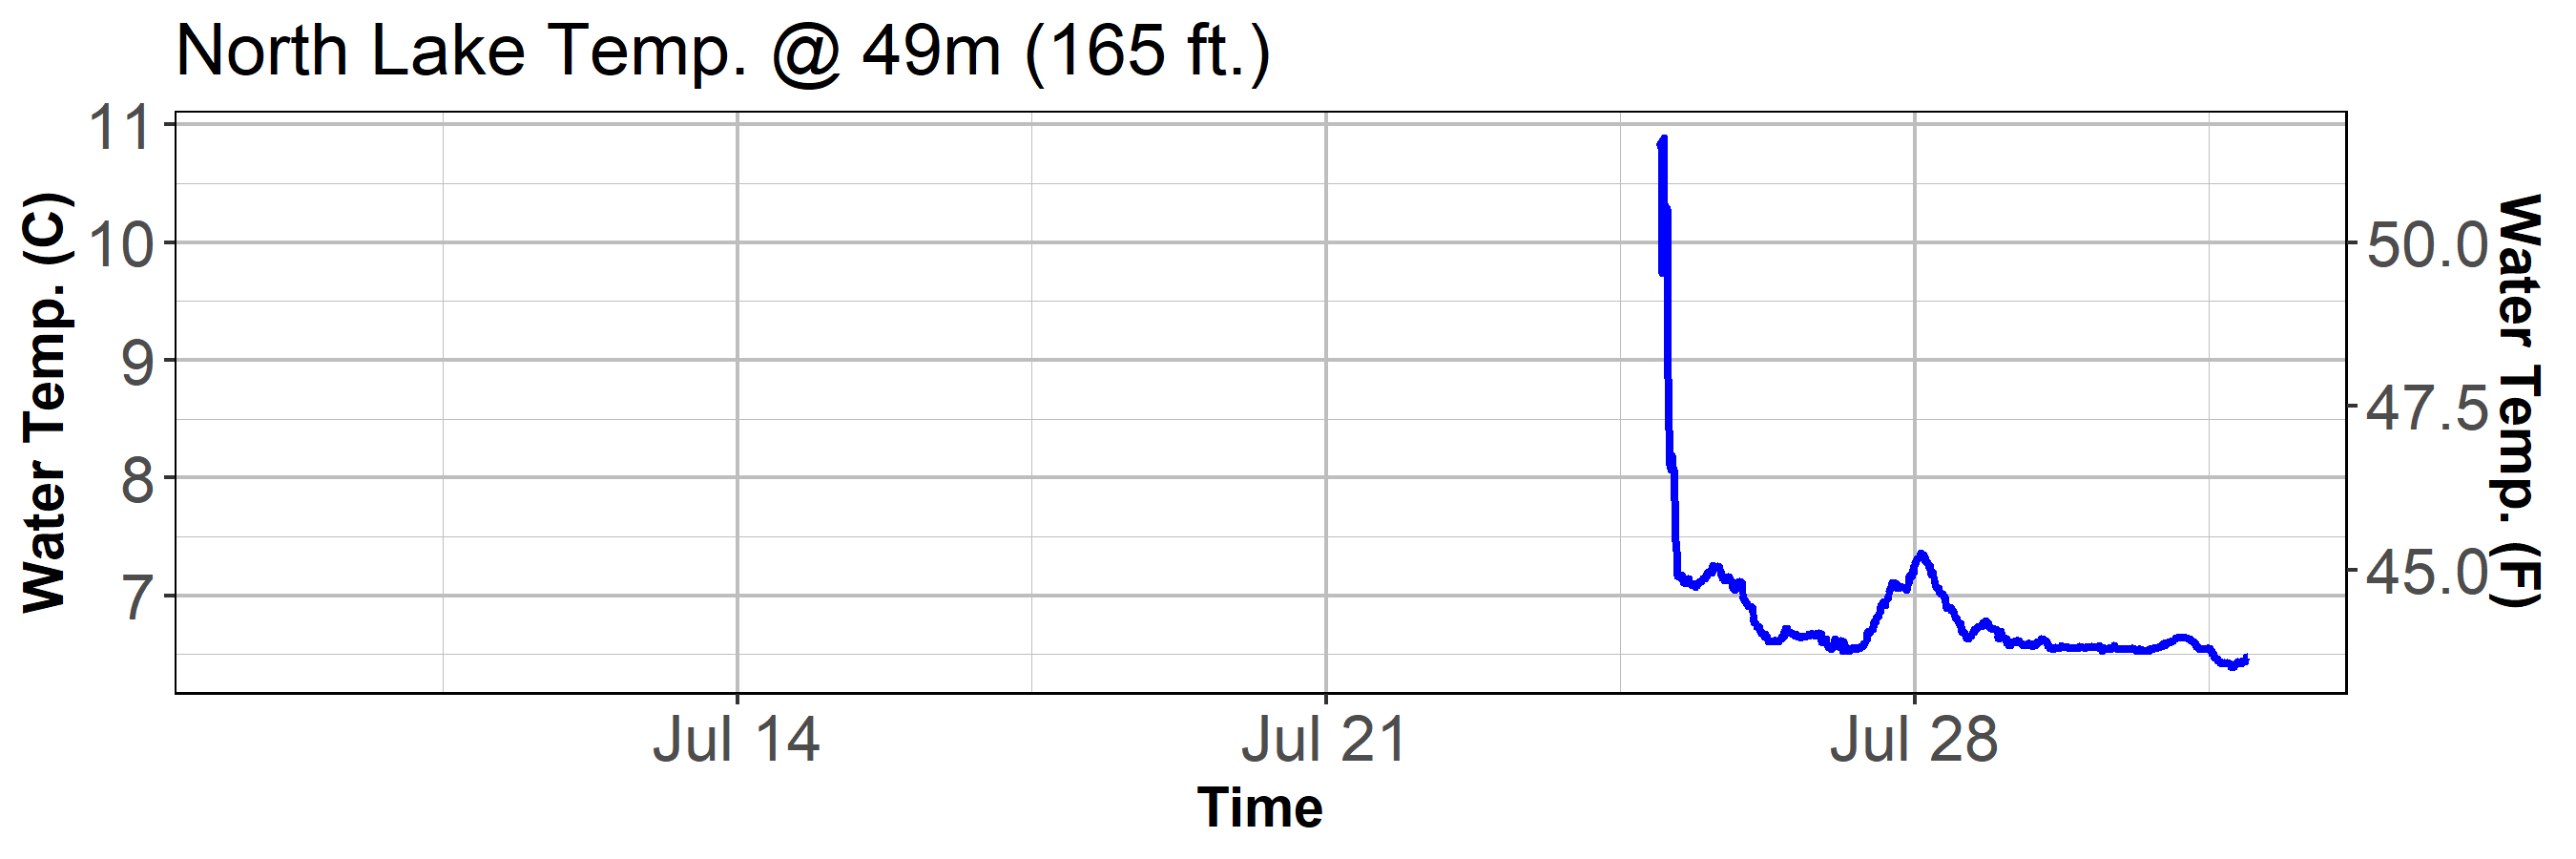 North Lake Temp. @ 49m (165 ft.)
Water Temp. (C)
11
10
9
8
7
50.0
47.5
45.0
Water Temp. (F)
Jul 14
Jul 21
Jul 28
Time